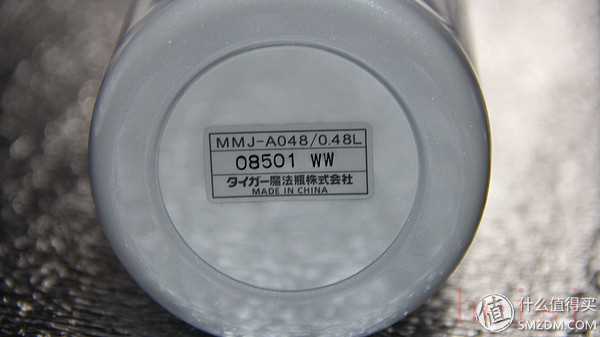 MMJ-A048/0.48L
08501 WW
タイガー魔法瓶株式会社
MADE IN CHINA
值 什么值得买
SMZDM.COM